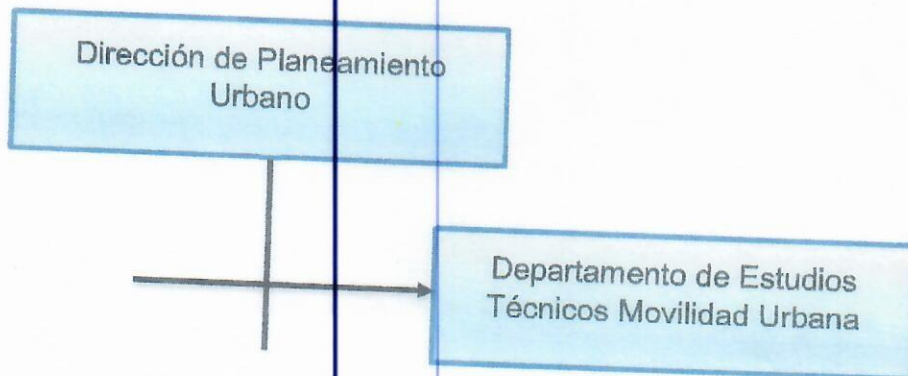 Dirección de Planeamiento
Urbano
Departamento de Estudios
Técnicos Movilidad Urbana